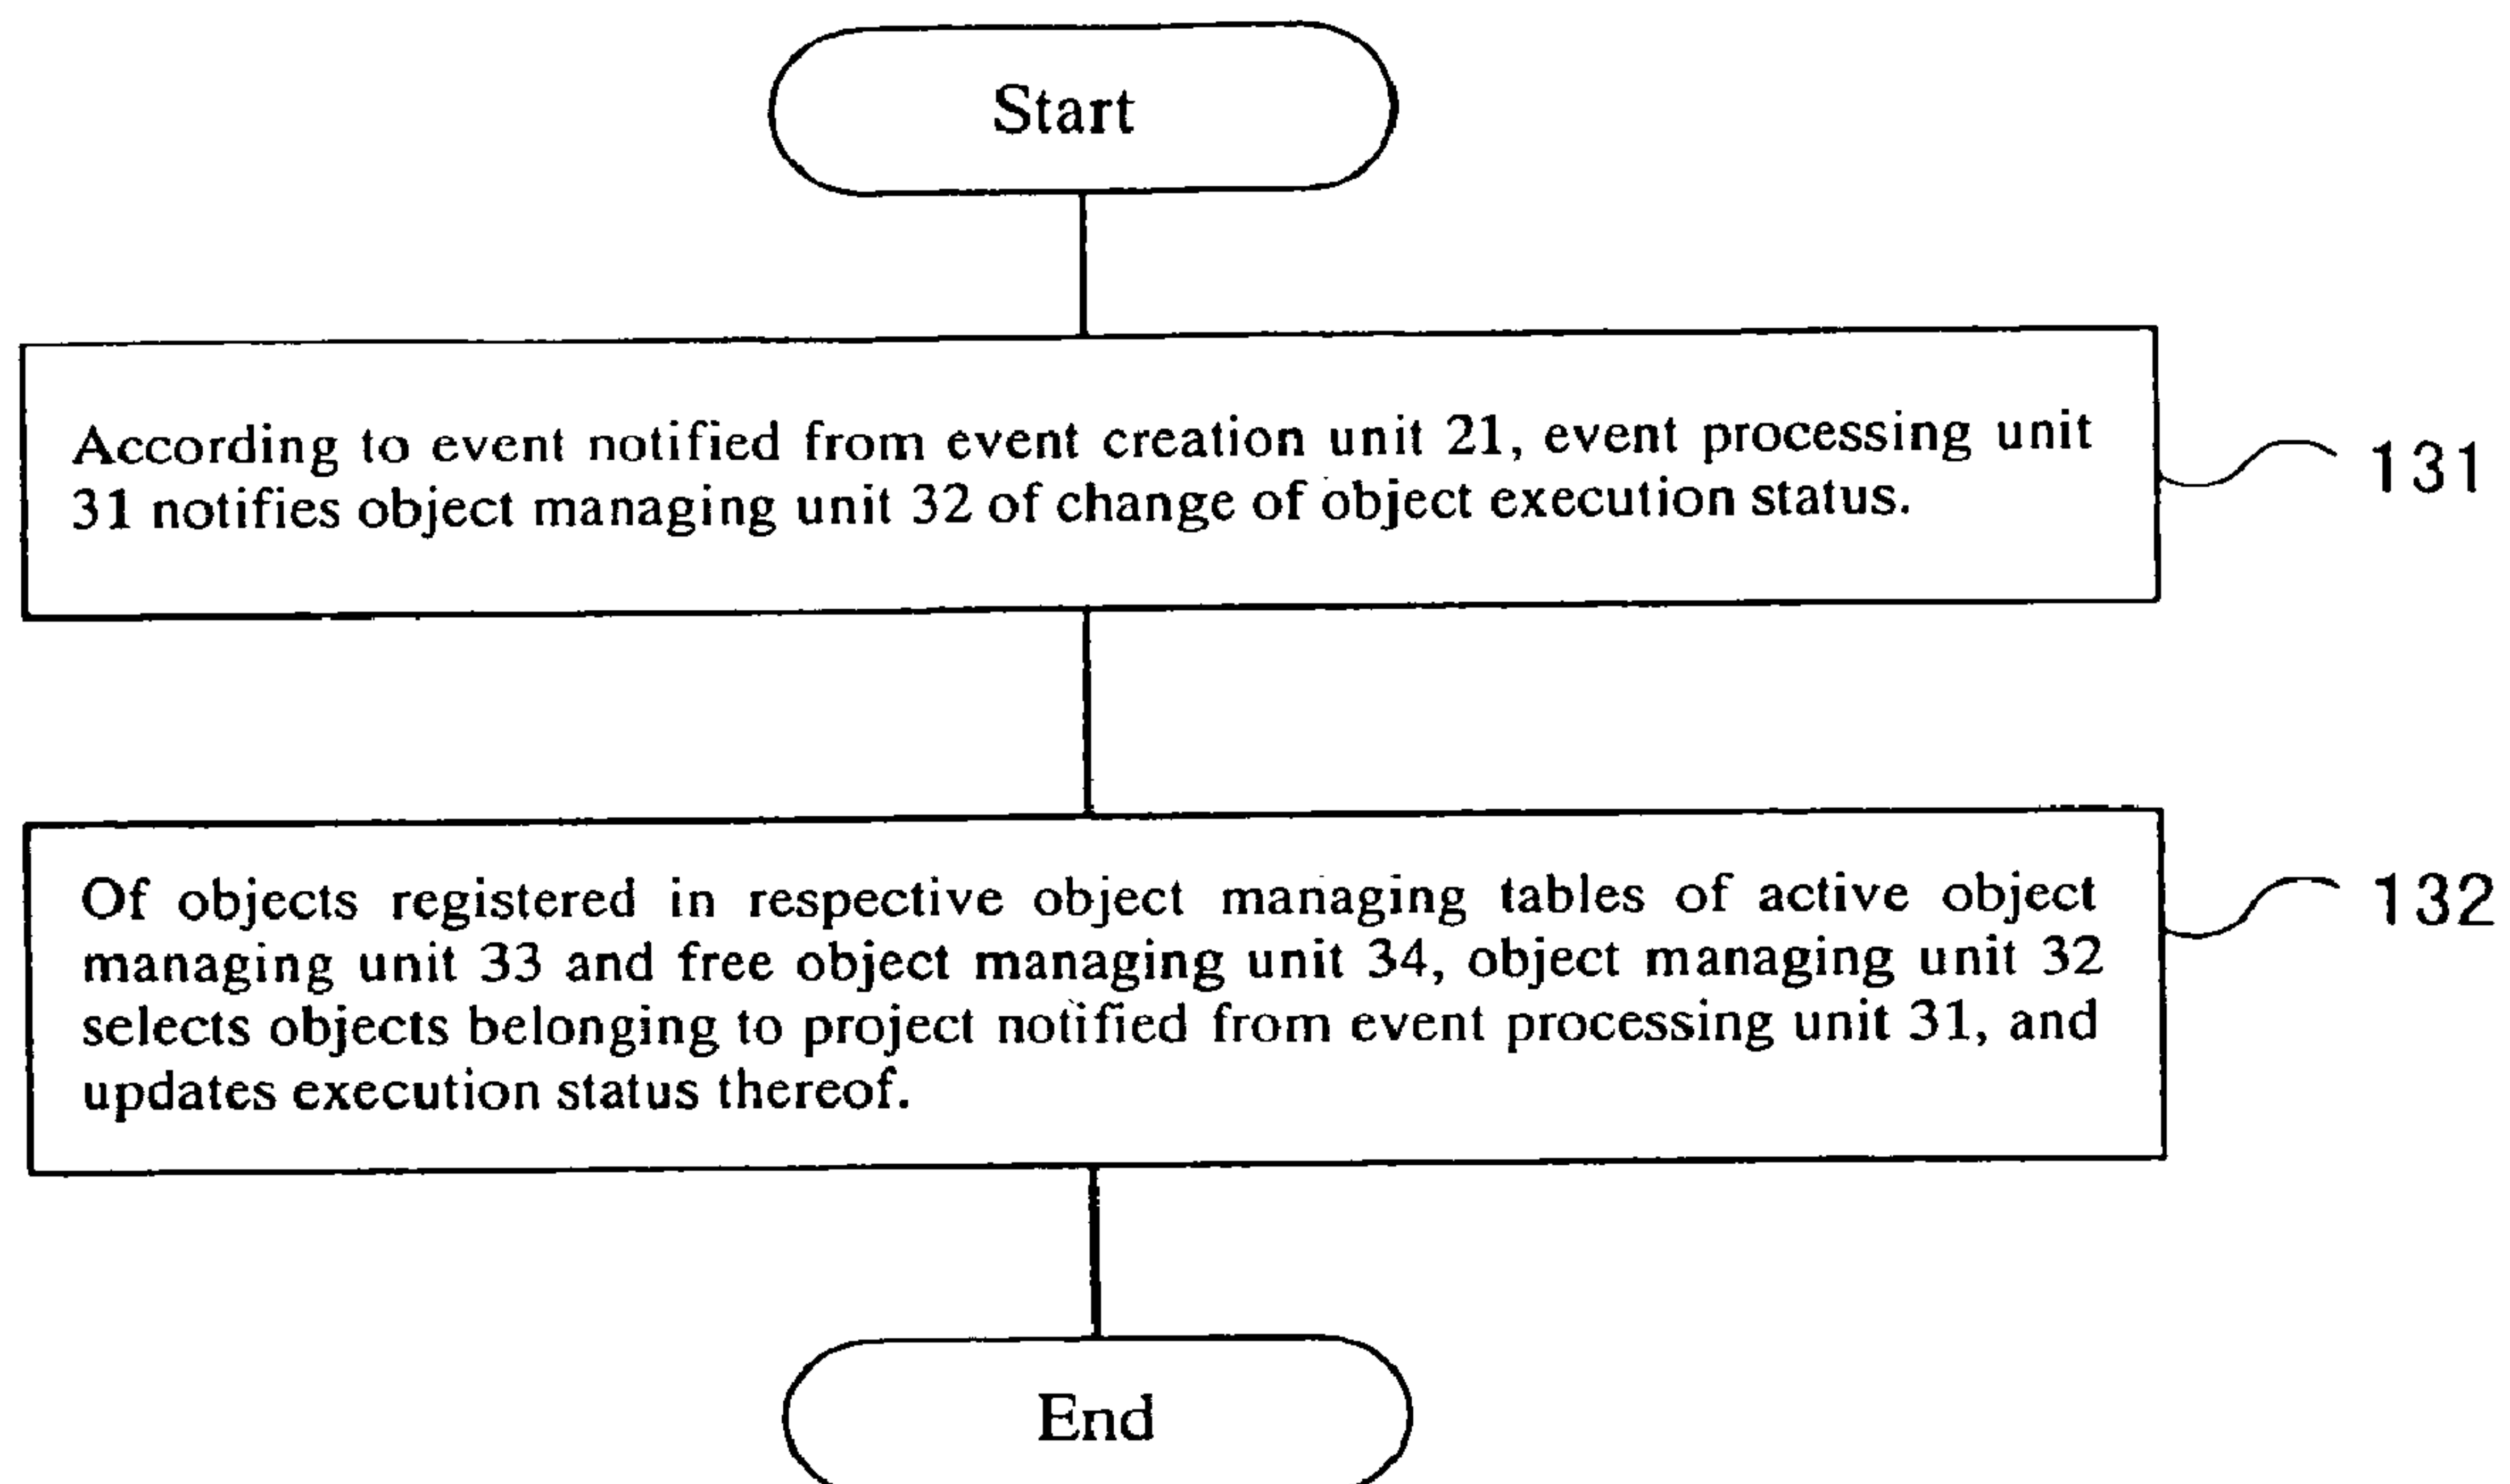 Start
According to event notified from event creation unit 21, event processing unit
31 notifies object managing unit 32 of change of object execution status.
131
Of objects registered in respective object managing tables of active object
managing unit 33 and free object managing unit 34, object managing unit 32
selects objects belonging to project notified from event processing unit 31, and
updates execution status thereof.
132
End